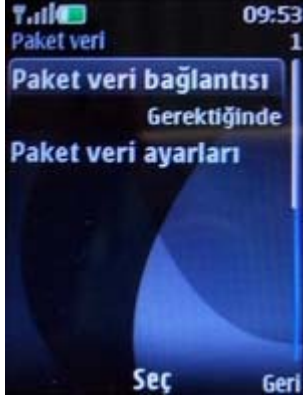 09:53
Paket veri
1
Paket veri bağlantısı
Gerektiğinde
Paket veri ayarları
Seç
Geri